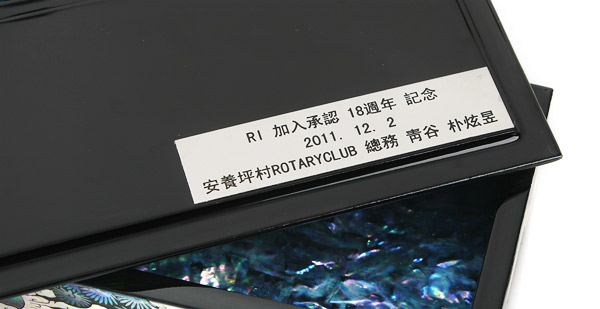 RI 加入承認 18週年 記念
2011. 12. 2
安養坪村ROTARYCLUB 總務 靑谷 朴炫昱